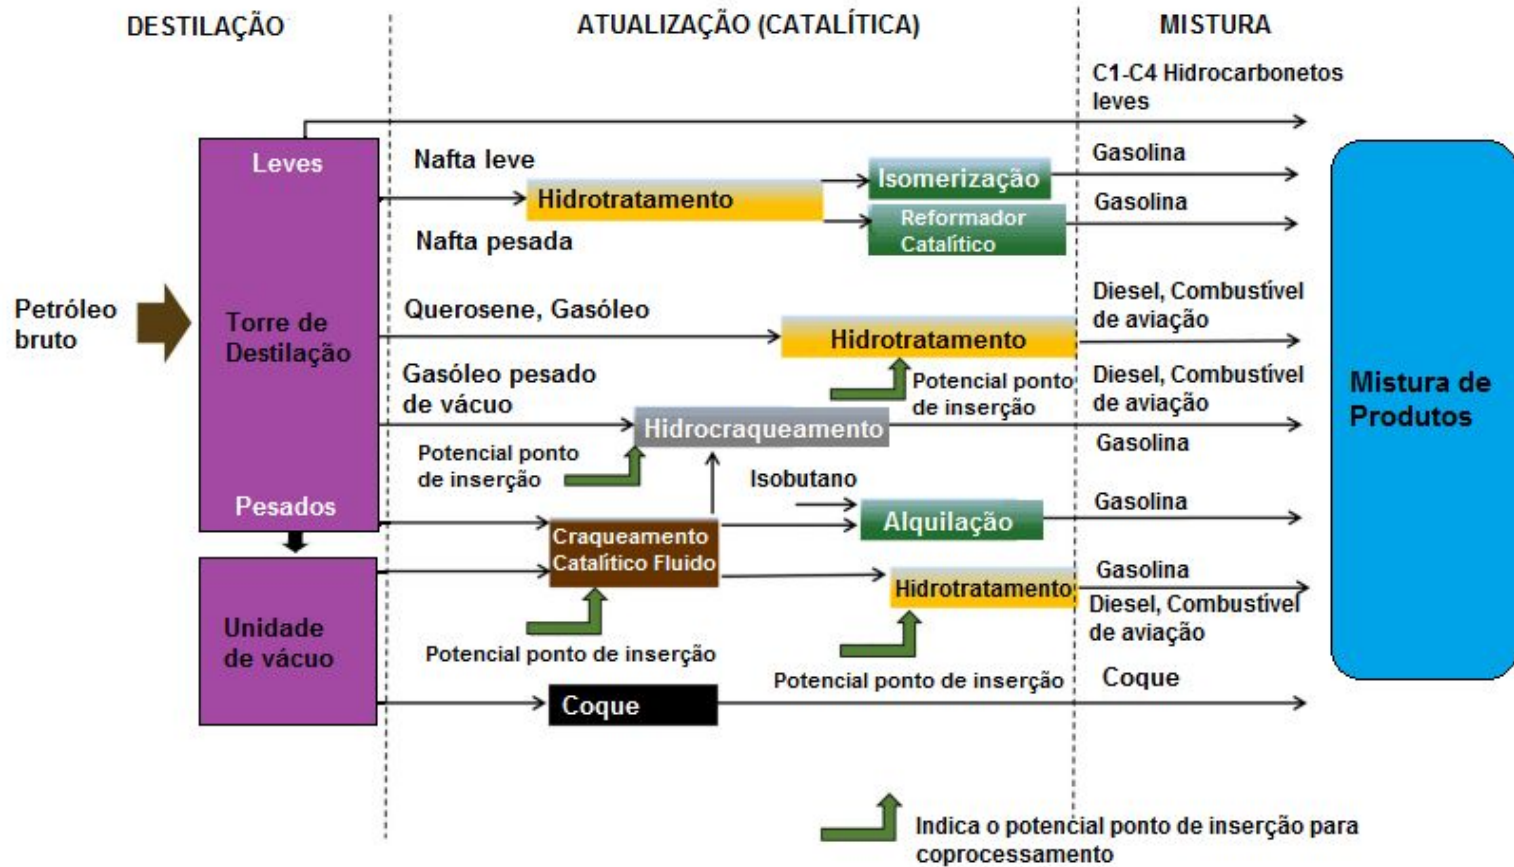 DESTILAÇÃO
ATUALIZAÇÃO (CATALÍTICA)
MISTURA
C1-C4 Hidrocarbonetos
leves
Leves
Nafta leve
Hidrotratamento
Nafta pesada
Isomerização
Reformador
Catalítico
Gasolina
Gasolina
Petróleo
bruto
Torre de
Destilação
Querosene, Gasóleo
Hidrotratamento
Diesel, Combustível
de aviação
Potencial ponto
de inserção
Gasóleo pesado
de vácuo
Hidrocraqueamento
Diesel, Combustível
de aviação
Gasolina
Potencial ponto
de inserção
Mistura de
Produtos
Pesados
Isobutano
Alquilação
Gasolina
Craqueamento
Catalítico Fluido
Hidrotratamento
Gasolina
Diesel, Combustível
de aviação
Unidade
de vácuo
Potencial ponto de inserção
Potencial ponto de inserção
Coque
Coque
Indica o potencial ponto de inserção para
coprocessamento